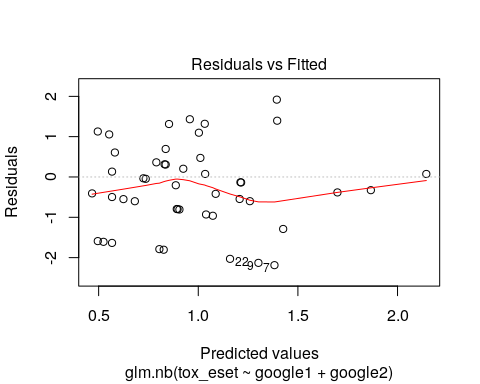 Residuals vs Fitted
Residuals
2
1
0
-1
-2
22
9
7
0.5 1.0 1.5 2.0
Predicted values
glm.nb(tox_eset ~ google1 + google2)